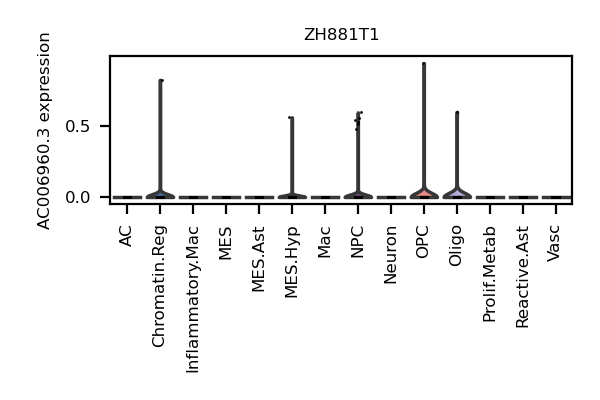 ZH881T1
AC006960.3 expression
0.5
0.0
AC
Chromatin.Reg
Inflammatory.Mac
MES
MES.Ast
MES.Hyp
Mac
NPC
Neuron
OPC
Oligo
Prolif.Metab
Reactive.Ast
Vasc